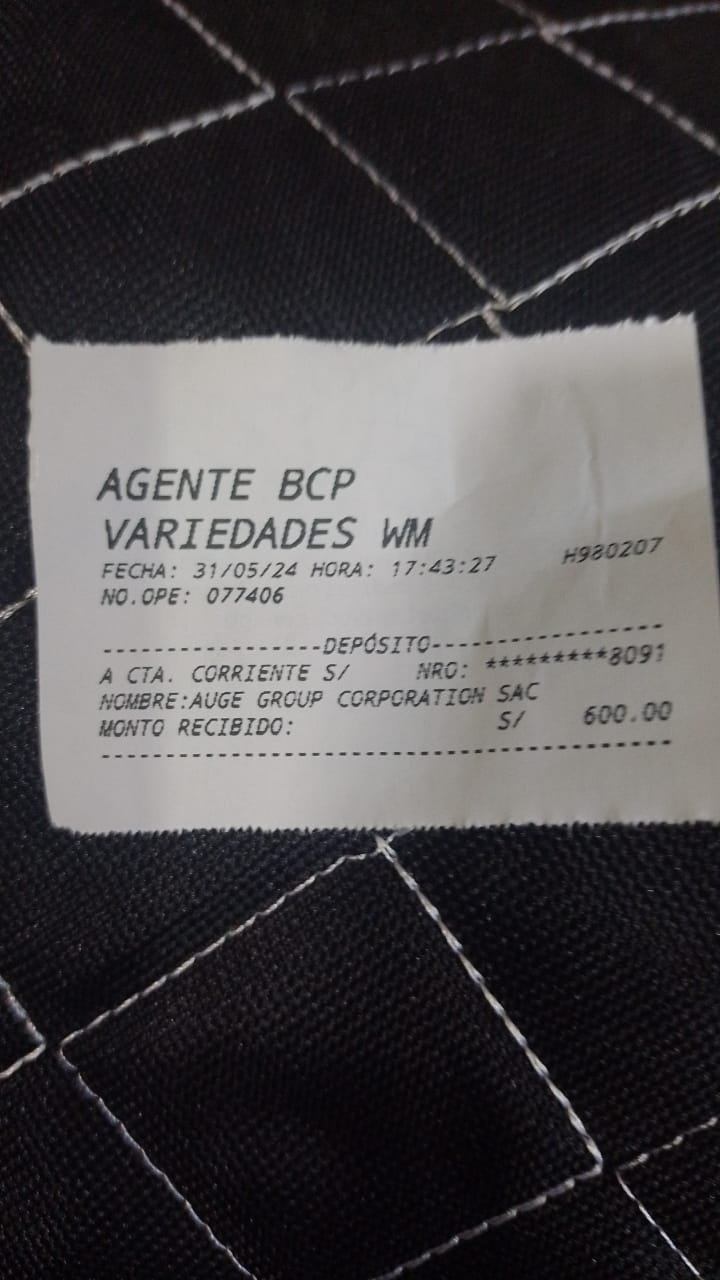 AGENTE BCP
VARIEDADES WM
FECHA: 31/05/24 HORA: 17:43:27 H980207
NO.OPE: 077406
-----------------DEPÓSITO------------------
A CTA. CORRIENTE S/ NRO: *********8091
NOMBRE:AUGE GROUP CORPORATION SAC
MONTO RECIBIDO: S/ 600.00
--------------------------------------------